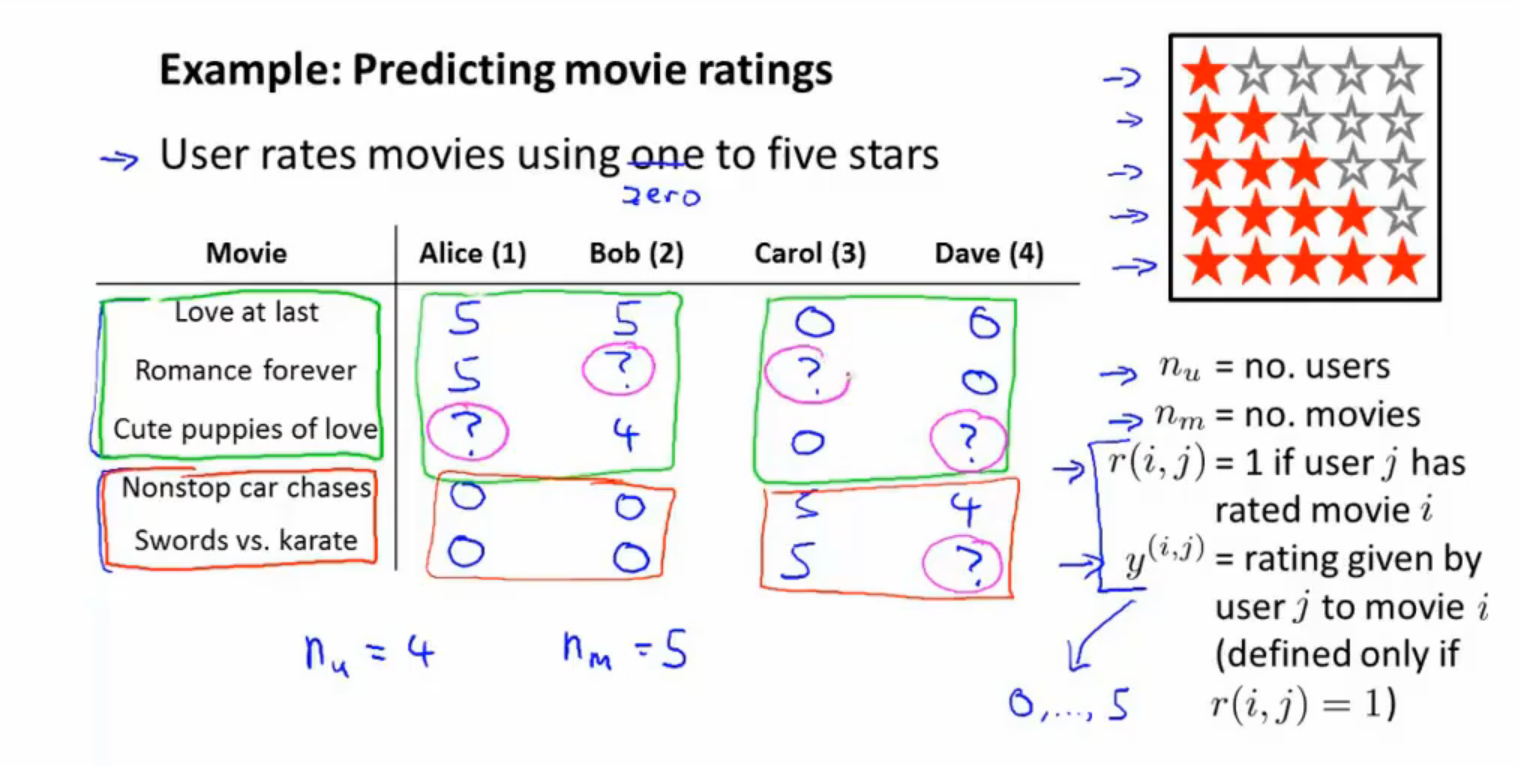 Example: Predicting movie ratings
User rates movies using one to five stars
zero
Movie Alice (1) Bob (2) Carol (3) Dave (4)
Love at last 5 5 0 0
Romance forever 5 ? ? 0
Cute puppies of love ? 4 0 ?
Nonstop car chases 0 0 5 4
Swords vs. karate 0 0 5 ?
n_u = 4 n_m = 5
n_u = no. users
n_m = no. movies
r(i, j) = 1 if user j has
rated movie i
y^(i,j) = rating given by
user j to movie i
(defined only if
r(i, j) = 1)
0, ..., 5